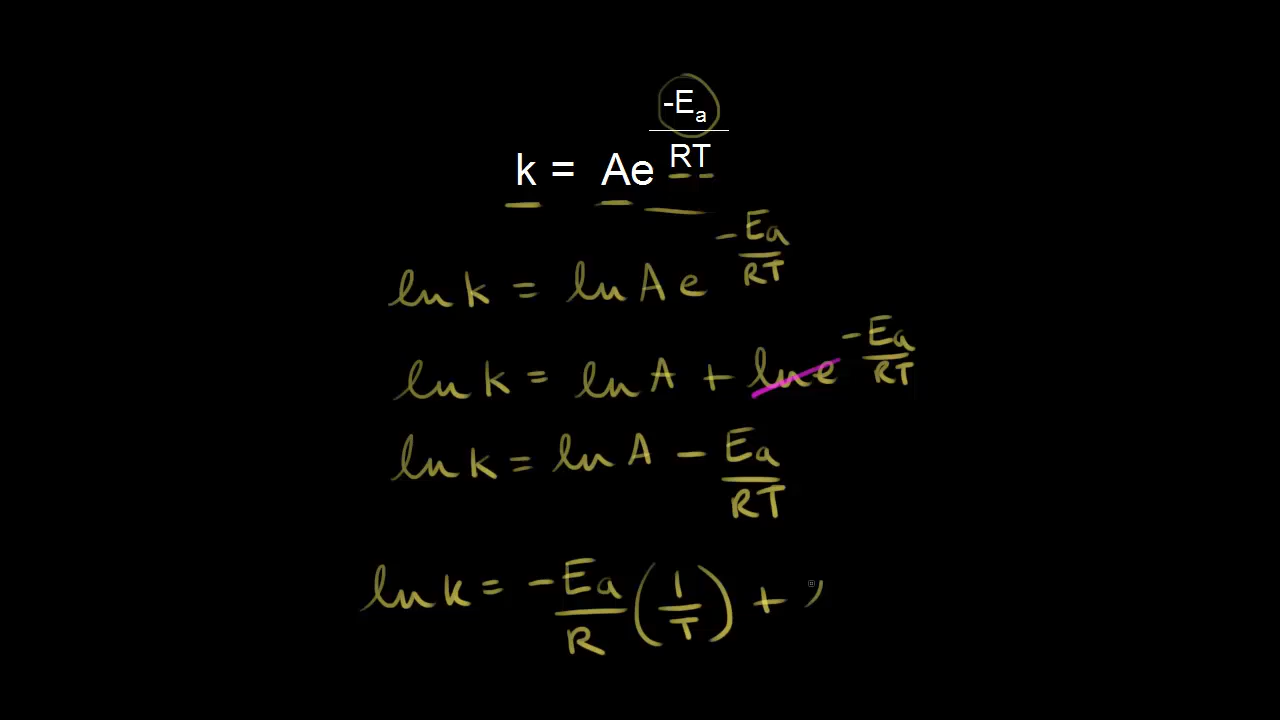 k = Ae^(-Ea/RT)
ln k = ln A e^(-Ea/RT)
ln k = ln A + ln e^(-Ea/RT)
ln k = ln A - Ea/RT
ln k = -Ea/R (1/T) +